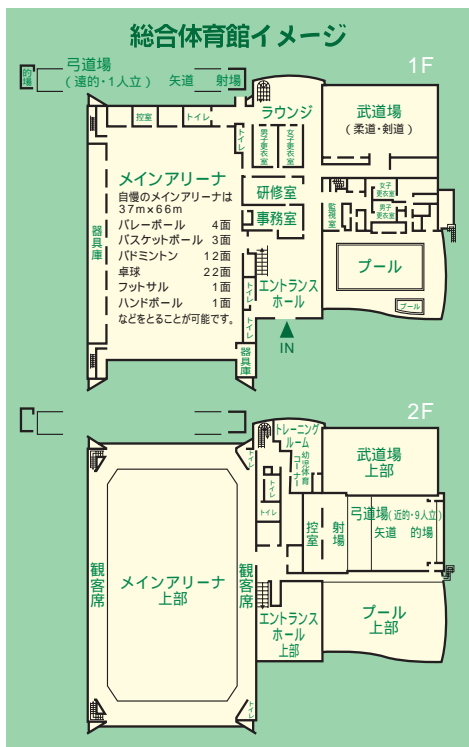 総合体育館イメージ
1F
弓道場
(遠的・1人立)
矢道
射場
的場
控室
トイレ
トイレ
ラウンジ
男子更衣室
女子更衣室
武道場
(柔道・剣道)
メインアリーナ
自慢のメインアリーナは
37m×66m
バレーボール 4面
バスケットボール 3面
バドミントン 12面
卓球 22面
フットサル 1面
ハンドボール 1面
などをとることが可能です。
器具庫
研修室
事務室
監視室
女子
更衣室
男子
更衣室
プール
プール
エントランス
ホール
トイレ
トイレ
器具庫
IN
2F
トレーニング
ルーム
幼児体育
コーナー
トイレ
トイレ
トイレ
武道場
上部
弓道場(近的・9人立)
矢道
的場
控室
射場
観客席
メインアリーナ
上部
観客席
エントランス
ホール
上部
プール
上部
トイレ